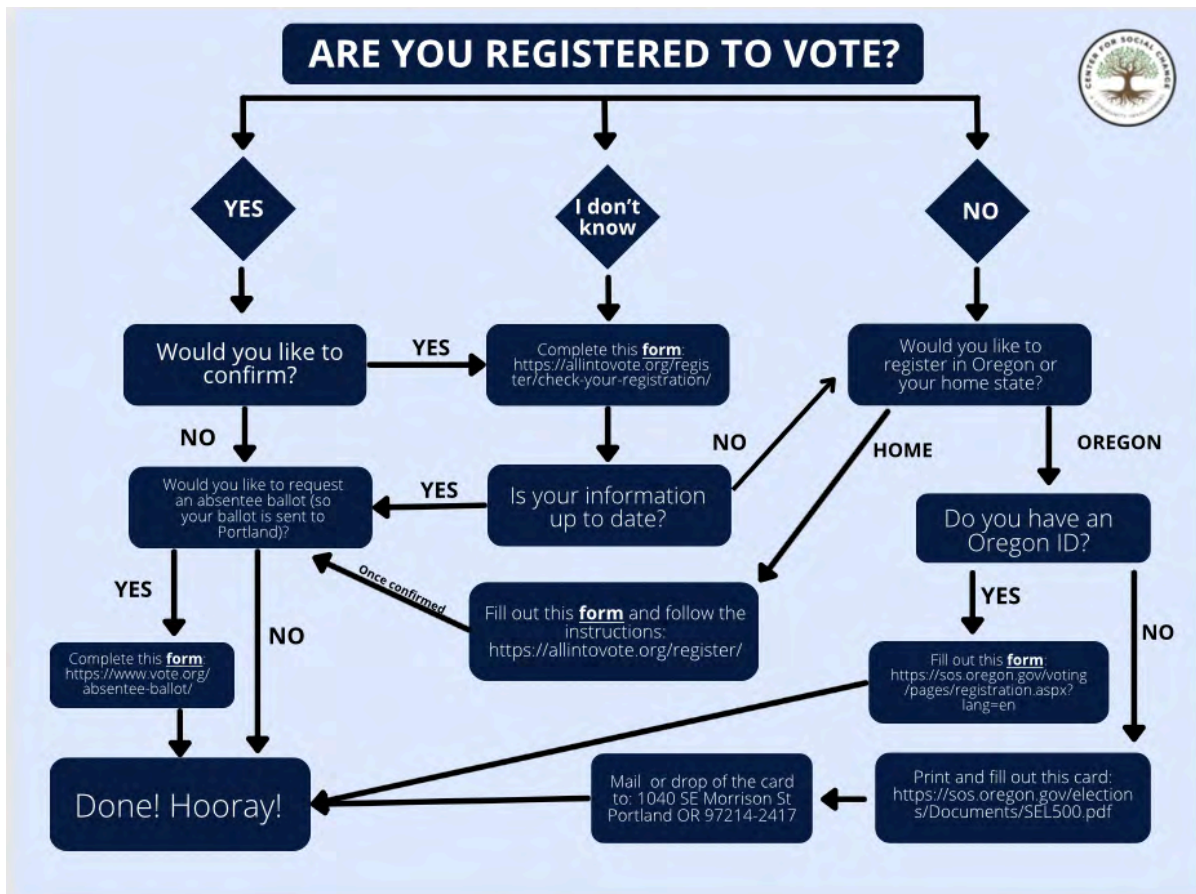 ARE YOU REGISTERED TO VOTE?
CENTER FOR SOCIAL CHANGE
YES
I don't
know
NO
Would you like to
confirm?
YES
Complete this form:
https://allintovote.org/regis
ter/check-your-registration/
Would you like to
register in Oregon or
your home state?
NO
NO
HOME
OREGON
Would you like to request
an absentee ballot (so
your ballot is sent to
Portland)?
YES
Is your information
up to date?
Do you have an
Oregon ID?
YES
NO
Once confirmed
Fill out this form and follow the
instructions:
https://allintovote.org/register/
YES
NO
Complete this form:
https://www.vote.org/
absentee-ballot/
Fill out this form:
https://sos.oregon.gov/voting
/pages/registration.aspx?
lang=en
Done! Hooray!
Mail or drop of the card
to: 1040 SE Morrison St
Portland OR 97214-2417
Print and fill out this card:
https://sos.oregon.gov/election
s/Documents/SEL500.pdf